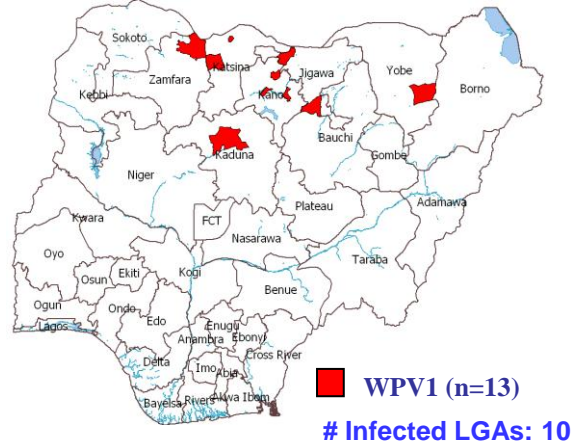 Sokoto
Katsina
Jigawa
Yobe
Borno
Zamfara
Kebbi
Kano
Bauchi
Gombe
Kaduna
Niger
Adamawa
Plateau
FCT
Kwara
Nasarawa
Taraba
Oyo
Kogi
Ekiti
Osun
Benue
Ogun
Ondo
Edo
Lagos
Enugu
Anambra
Ebonyi
Cross River
Delta
Imo
Abia
Bayelsa
Rivers
Akwa Ibom
WPV1 (n=13)
# Infected LGAs: 10